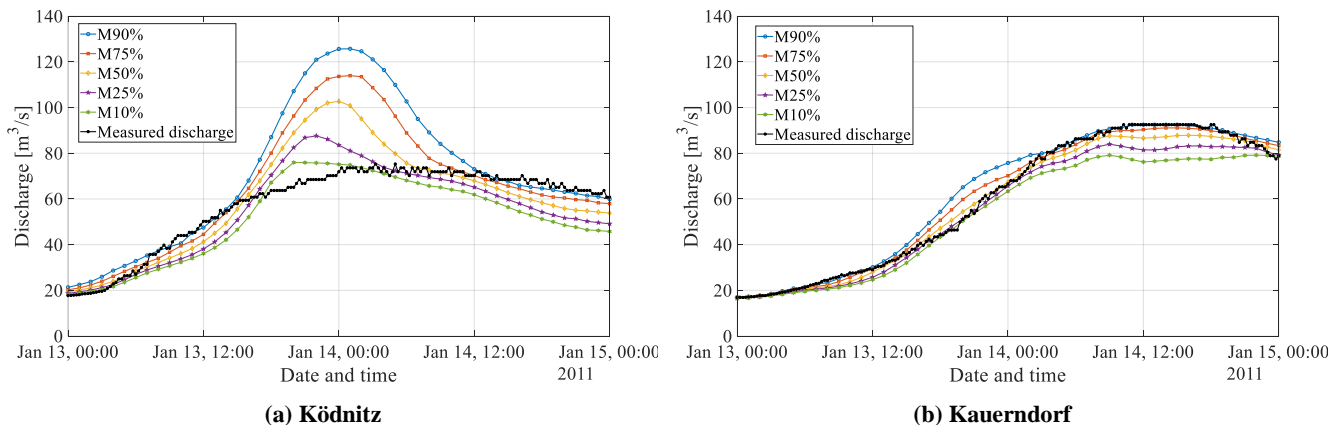 140
120
100
80
60
40
20
0
Discharge [m³/s]
M90%
M75%
M50%
M25%
M10%
Measured discharge
Jan 13, 00:00 Jan 13, 12:00 Jan 14, 00:00 Jan 14, 12:00 Jan 15, 00:00
Date and time 2011
(a) Ködnitz
140
120
100
80
60
40
20
0
Discharge [m³/s]
M90%
M75%
M50%
M25%
M10%
Measured discharge
Jan 13, 00:00 Jan 13, 12:00 Jan 14, 00:00 Jan 14, 12:00 Jan 15, 00:00
Date and time 2011
(b) Kauerndorf